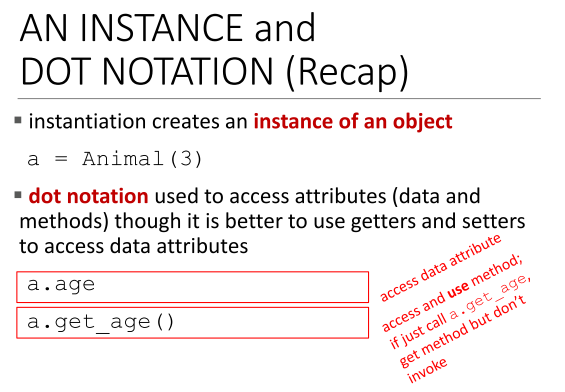 AN INSTANCE and
DOT NOTATION (Recap)
▪ instantiation creates an instance of an object
a = Animal(3)
▪ dot notation used to access attributes (data and
methods) though it is better to use getters and setters
to access data attributes
a.age
a.get_age()
access data attribute
access and use method;
if just call a.get_age,
get method but don't
invoke